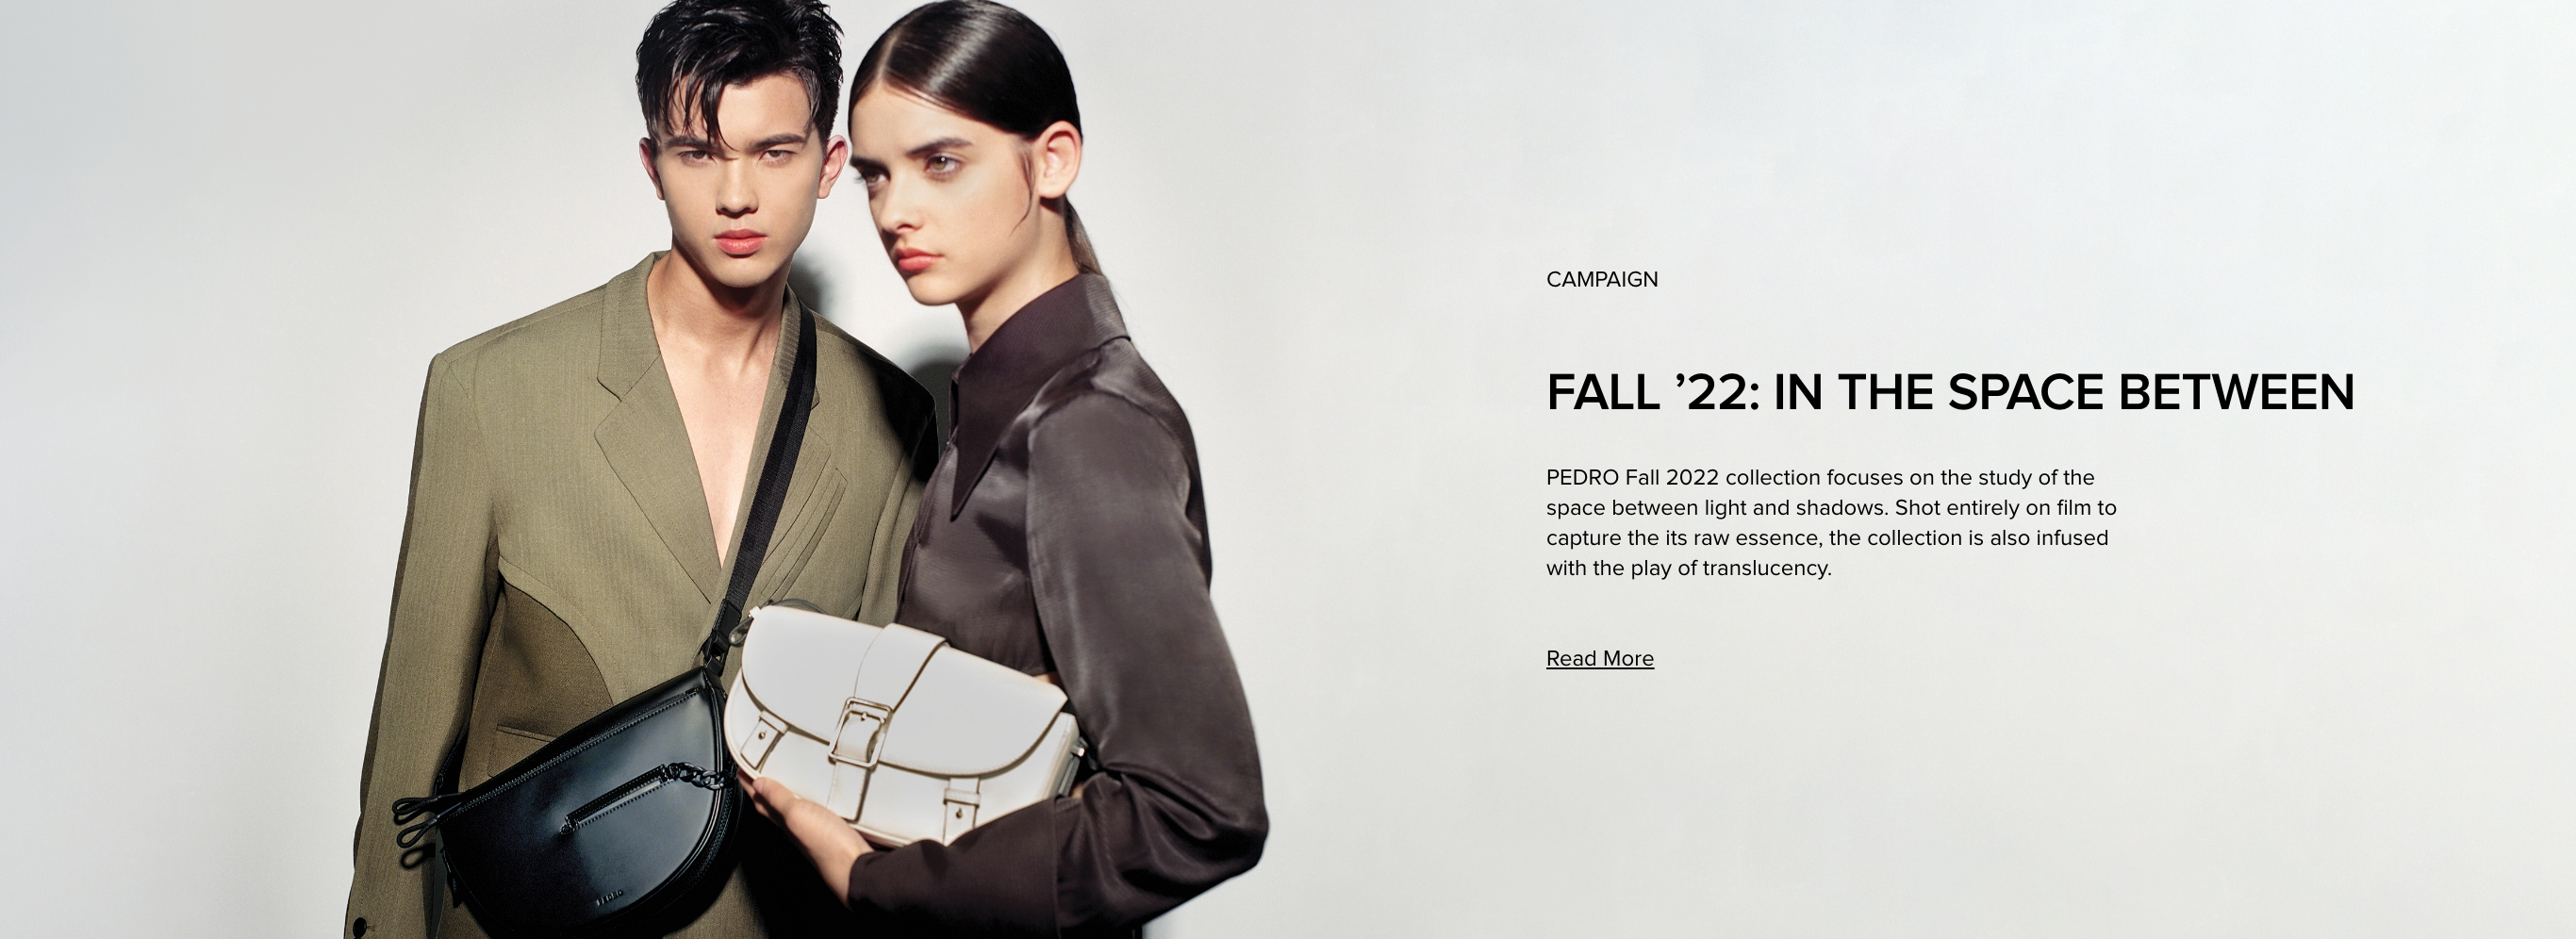 CAMPAIGN
FALL ’22: IN THE SPACE BETWEEN
PEDRO Fall 2022 collection focuses on the study of the
space between light and shadows. Shot entirely on film to
capture the its raw essence, the collection is also infused
with the play of translucency.
Read More
PEDRO